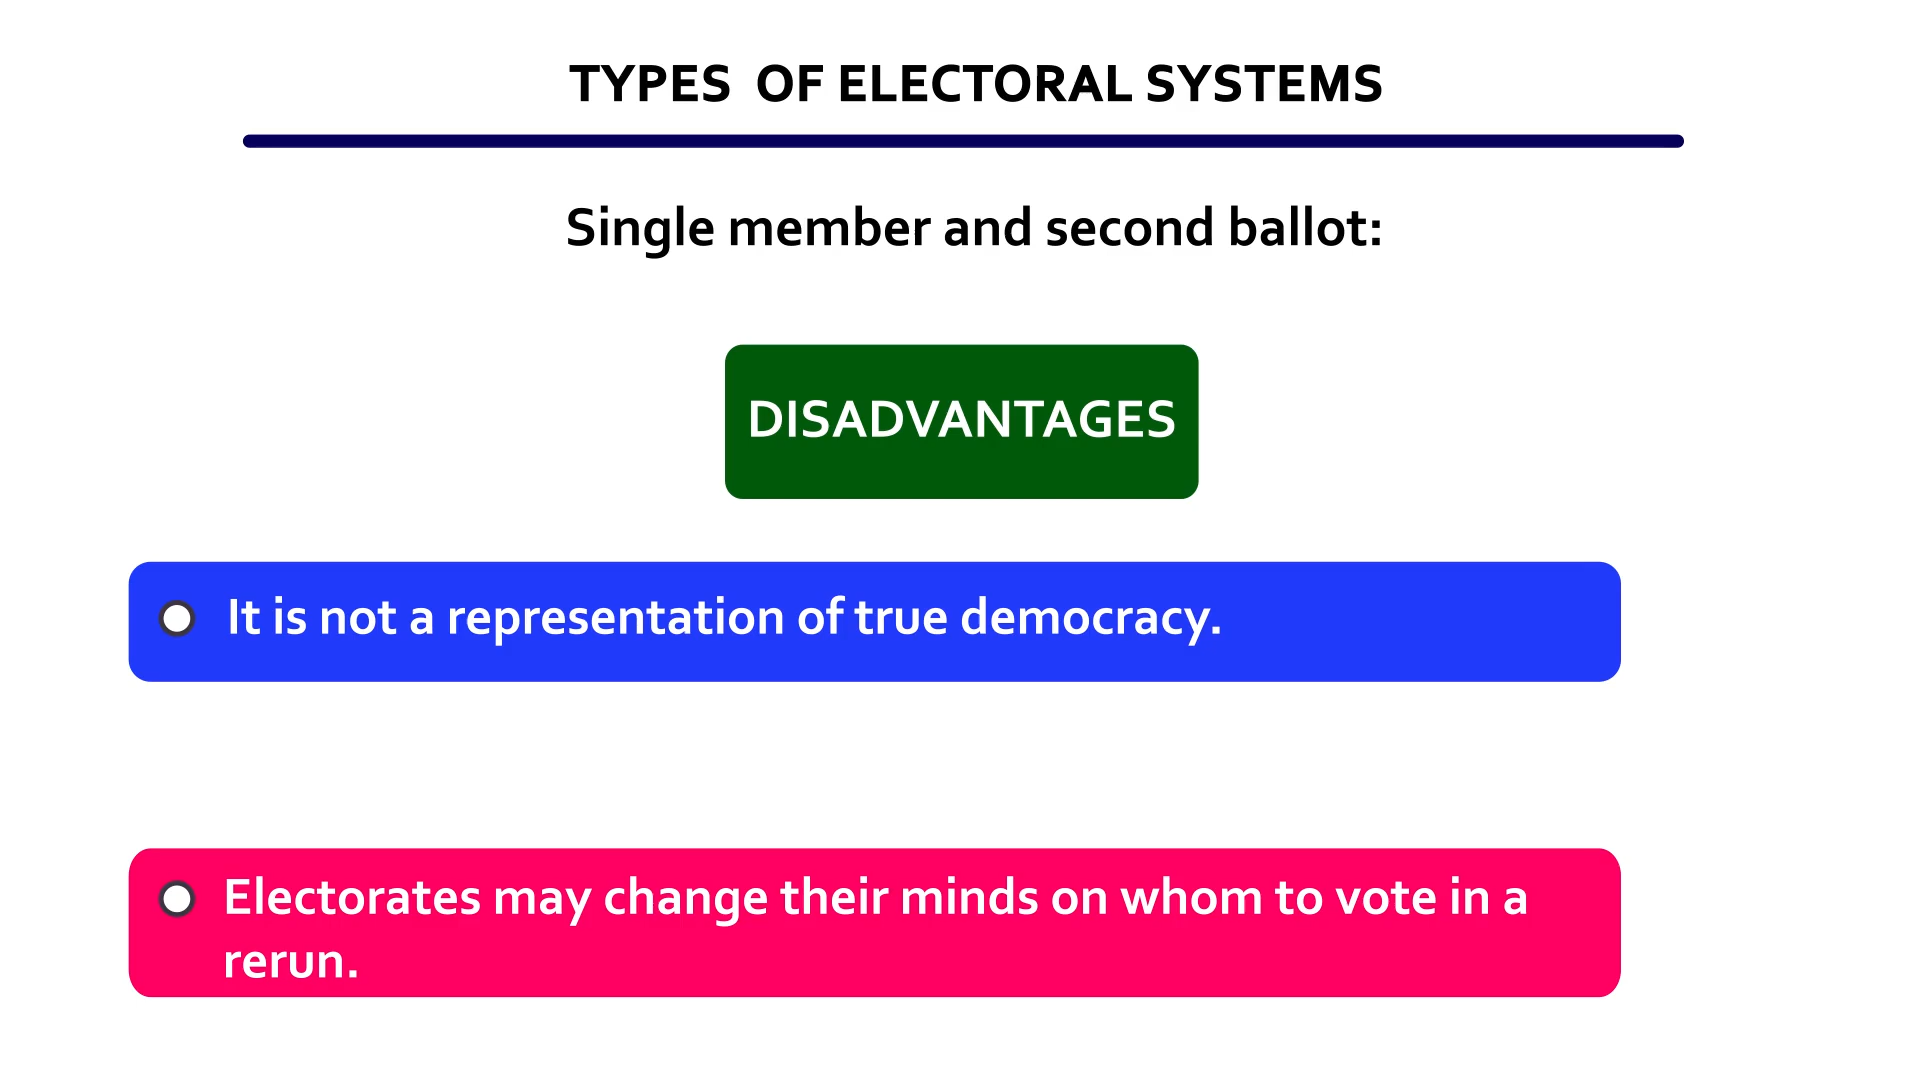 TYPES  OF ELECTORAL SYSTEMS
Single member and second ballot:
DISADVANTAGES
It is not a representation of true democracy.
Electorates may change their minds on whom to vote in a
rerun.